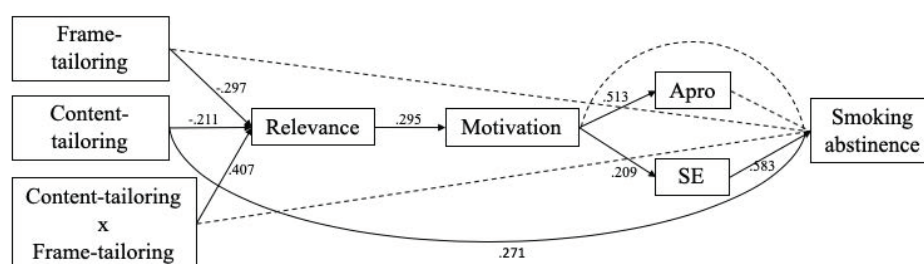 Frame-
tailoring
-.297
Content-
tailoring
-.211
Relevance
.295
Motivation
.513
Apro
Smoking
abstinence
.407
.209
SE
.583
Content-tailoring
x
Frame-tailoring
.271